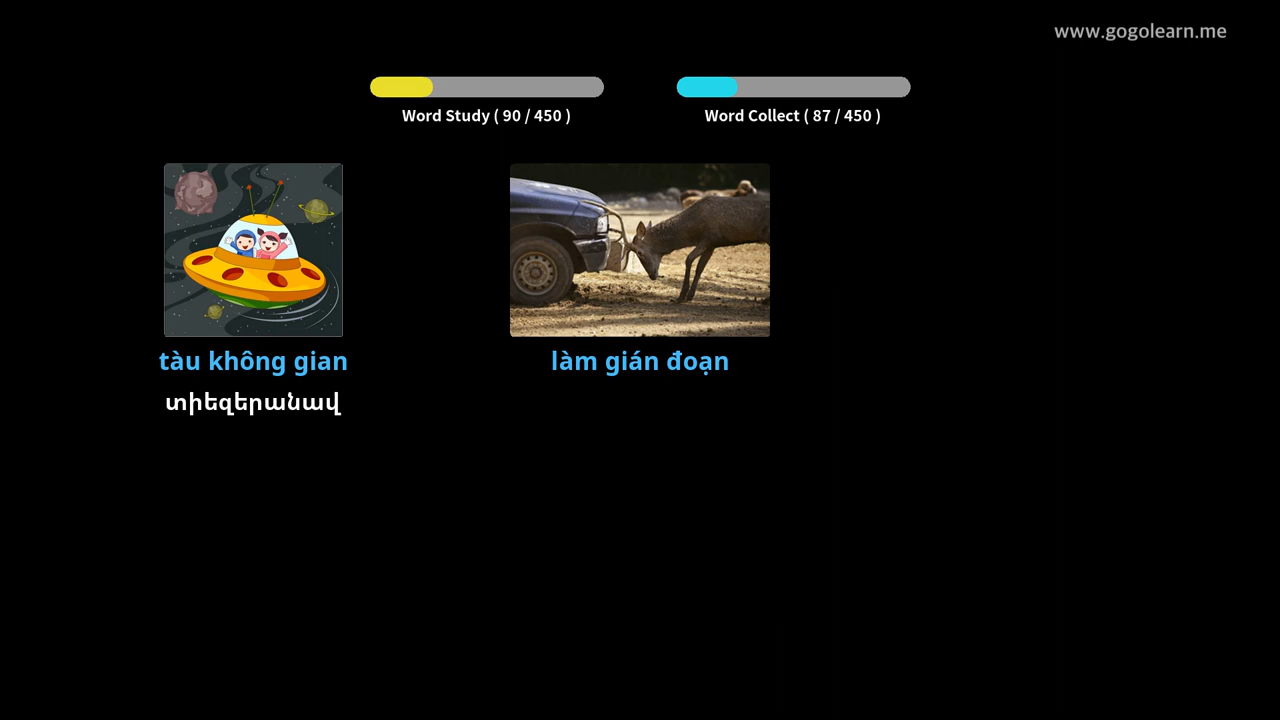 www.gogolearn.me
Word Study ( 90 / 450 )
Word Collect ( 87 / 450 )
tàu không gian
làm gián đoạn
տիեզերանավ